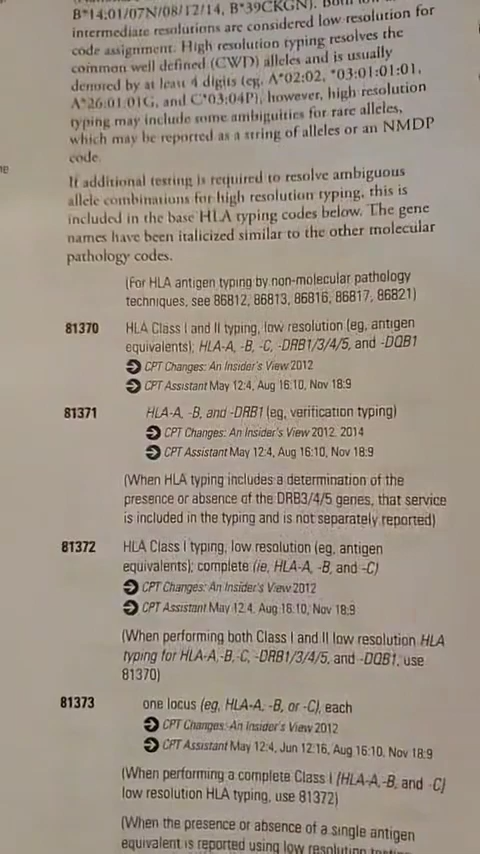 B*14:01/07N/08/12/14, B*39CKGN). Both low
intermediate resolutions are considered low resolution for
code assignment. High resolution typing resolves the
common well defined (CWD) alleles and is usually
denoted by at least 4 digits (eg, A*02:02, *03:01:01:01,
A*26:01:01G, and C*03:04P), however, high resolution
typing may include some ambiguities for rare alleles,
which may be reported as a string of alleles or an NMDP
code.
If additional testing is required to resolve ambiguous
allele combinations for high resolution typing, this is
included in the base HLA typing codes below. The gene
names have been italicized similar to the other molecular
pathology codes.
(For HLA antigen typing by non-molecular pathology
techniques, see 86812, 86813, 86816, 86817, 86821)
81370 HLA Class I and II typing, low resolution (eg, antigen
equivalents); HLA-A, -B, -C, -DRB1/3/4/5, and -DQB1
CPT Changes: An Insider's View 2012
CPT Assistant May 12:4, Aug 16:10, Nov 18:9
81371 HLA-A, -B, and -DRB1 (eg, verification typing)
CPT Changes: An Insider's View 2012, 2014
CPT Assistant May 12:4, Aug 16:10, Nov 18:9
(When HLA typing includes a determination of the
presence or absence of the DRB3/4/5 genes, that service
is included in the typing and is not separately reported)
81372 HLA Class I typing, low resolution (eg, antigen
equivalents); complete (ie, HLA-A, -B, and -C)
CPT Changes: An Insider's View 2012
CPT Assistant May 12:4, Aug 16:10, Nov 18:9
(When performing both Class I and II low resolution HLA
typing for HLA-A,-B,-C, -DRB1/3/4/5, and -DQB1, use
81370)
81373 one locus (eg, HLA-A, -B, or -C), each
CPT Changes: An Insider's View 2012
CPT Assistant May 12:4, Jun 12:16, Aug 16:10, Nov 18:9
(When performing a complete Class I [HLA-A,-B, and -C]
low resolution HLA typing, use 81372)
(When the presence or absence of a single antigen
equivalent is reported using low resolution